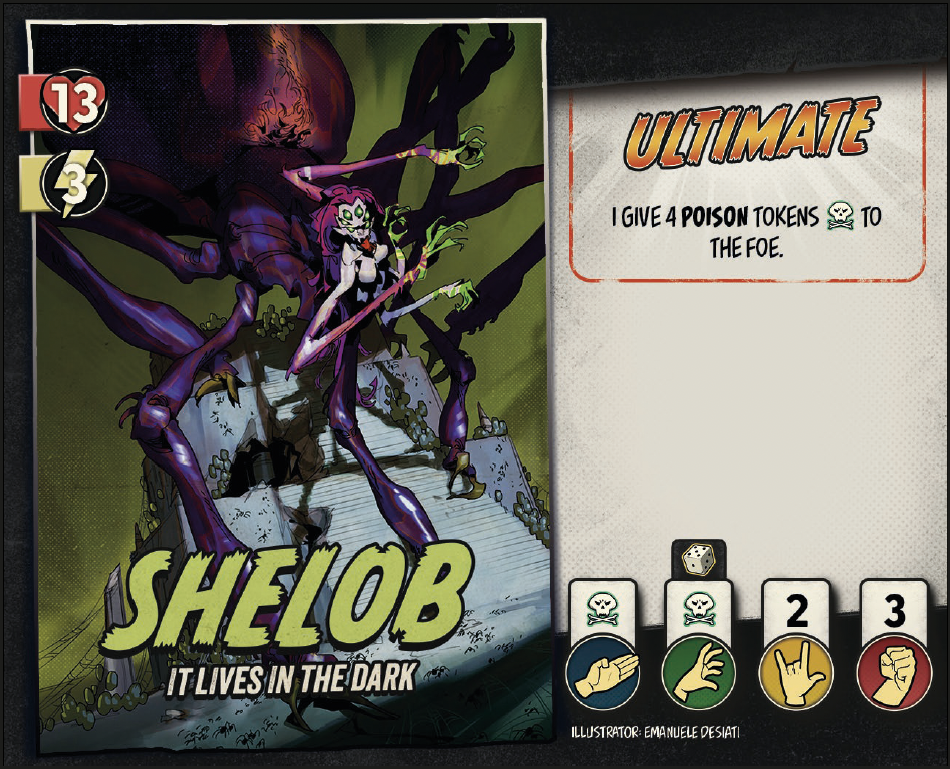 13
3
SHELOB
IT LIVES IN THE DARK
ULTIMATE
I GIVE 4 POISON TOKENS TO
THE FOE.
2 3
ILLUSTRATOR: EMANUELE DESIATI